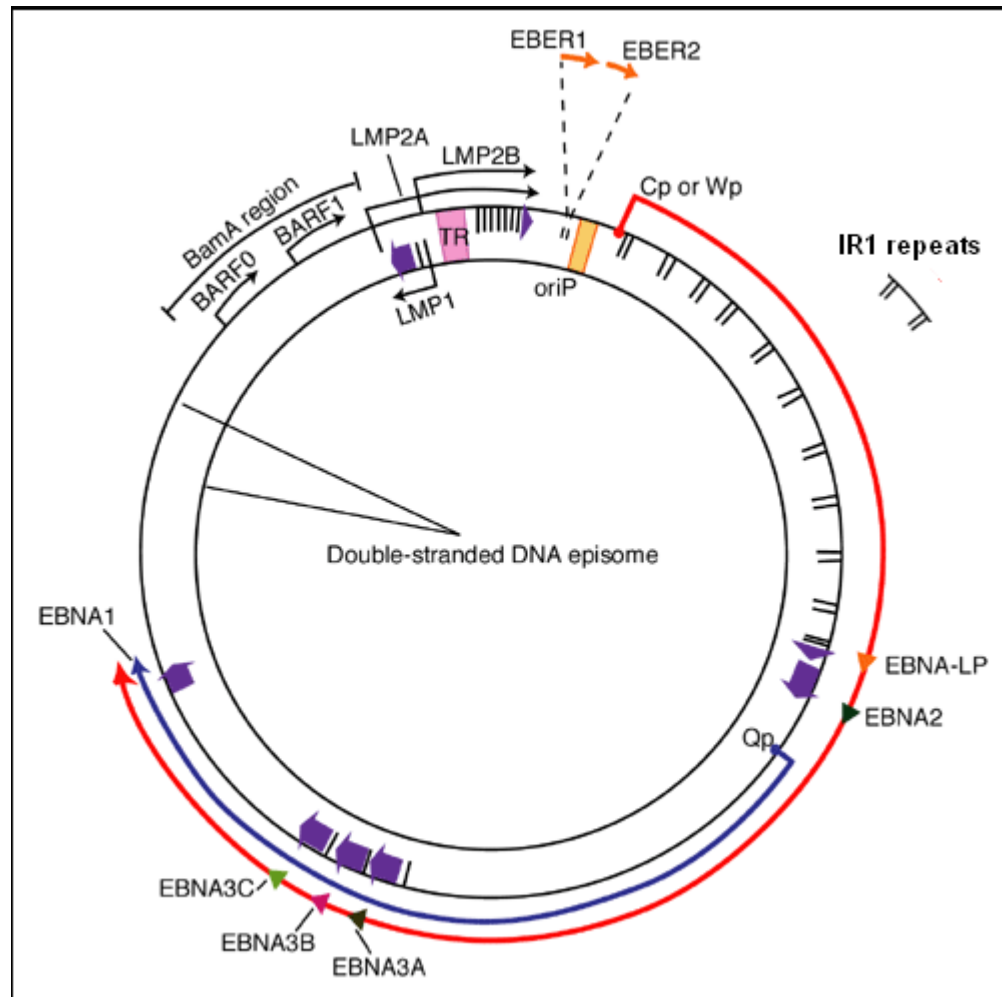 EBER1
EBER2
LMP2A
LMP2B
Cp or Wp
BamA region
BARF1
BARF0
TR
IR1 repeats
oriP
LMP1
Double-stranded DNA episome
EBNA1
EBNA-LP
EBNA2
Qp
EBNA3C
EBNA3B
EBNA3A